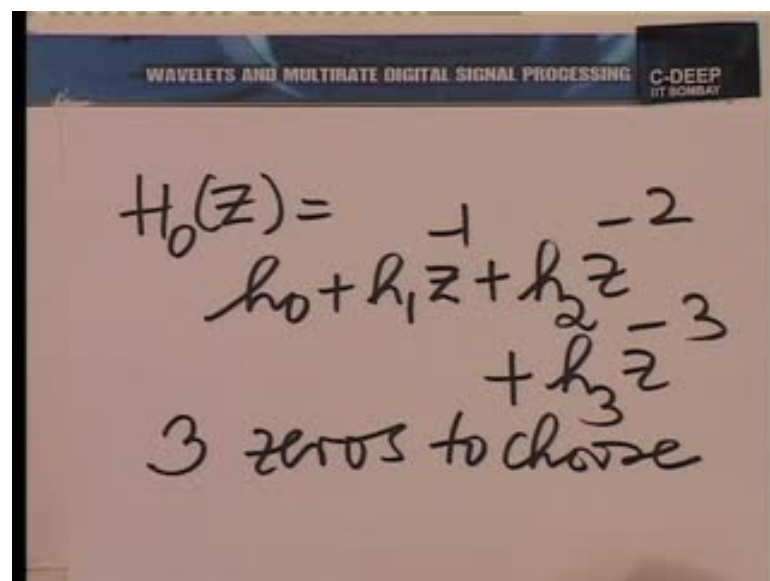 WAVELETS AND MULTIRATE DIGITAL SIGNAL PROCESSING
C-DEEP
IIT BOMBAY
H₀(Z) =
h₀ + h₁z⁻¹ + h₂z⁻²
+ h₃z⁻³
3 zeros to choose